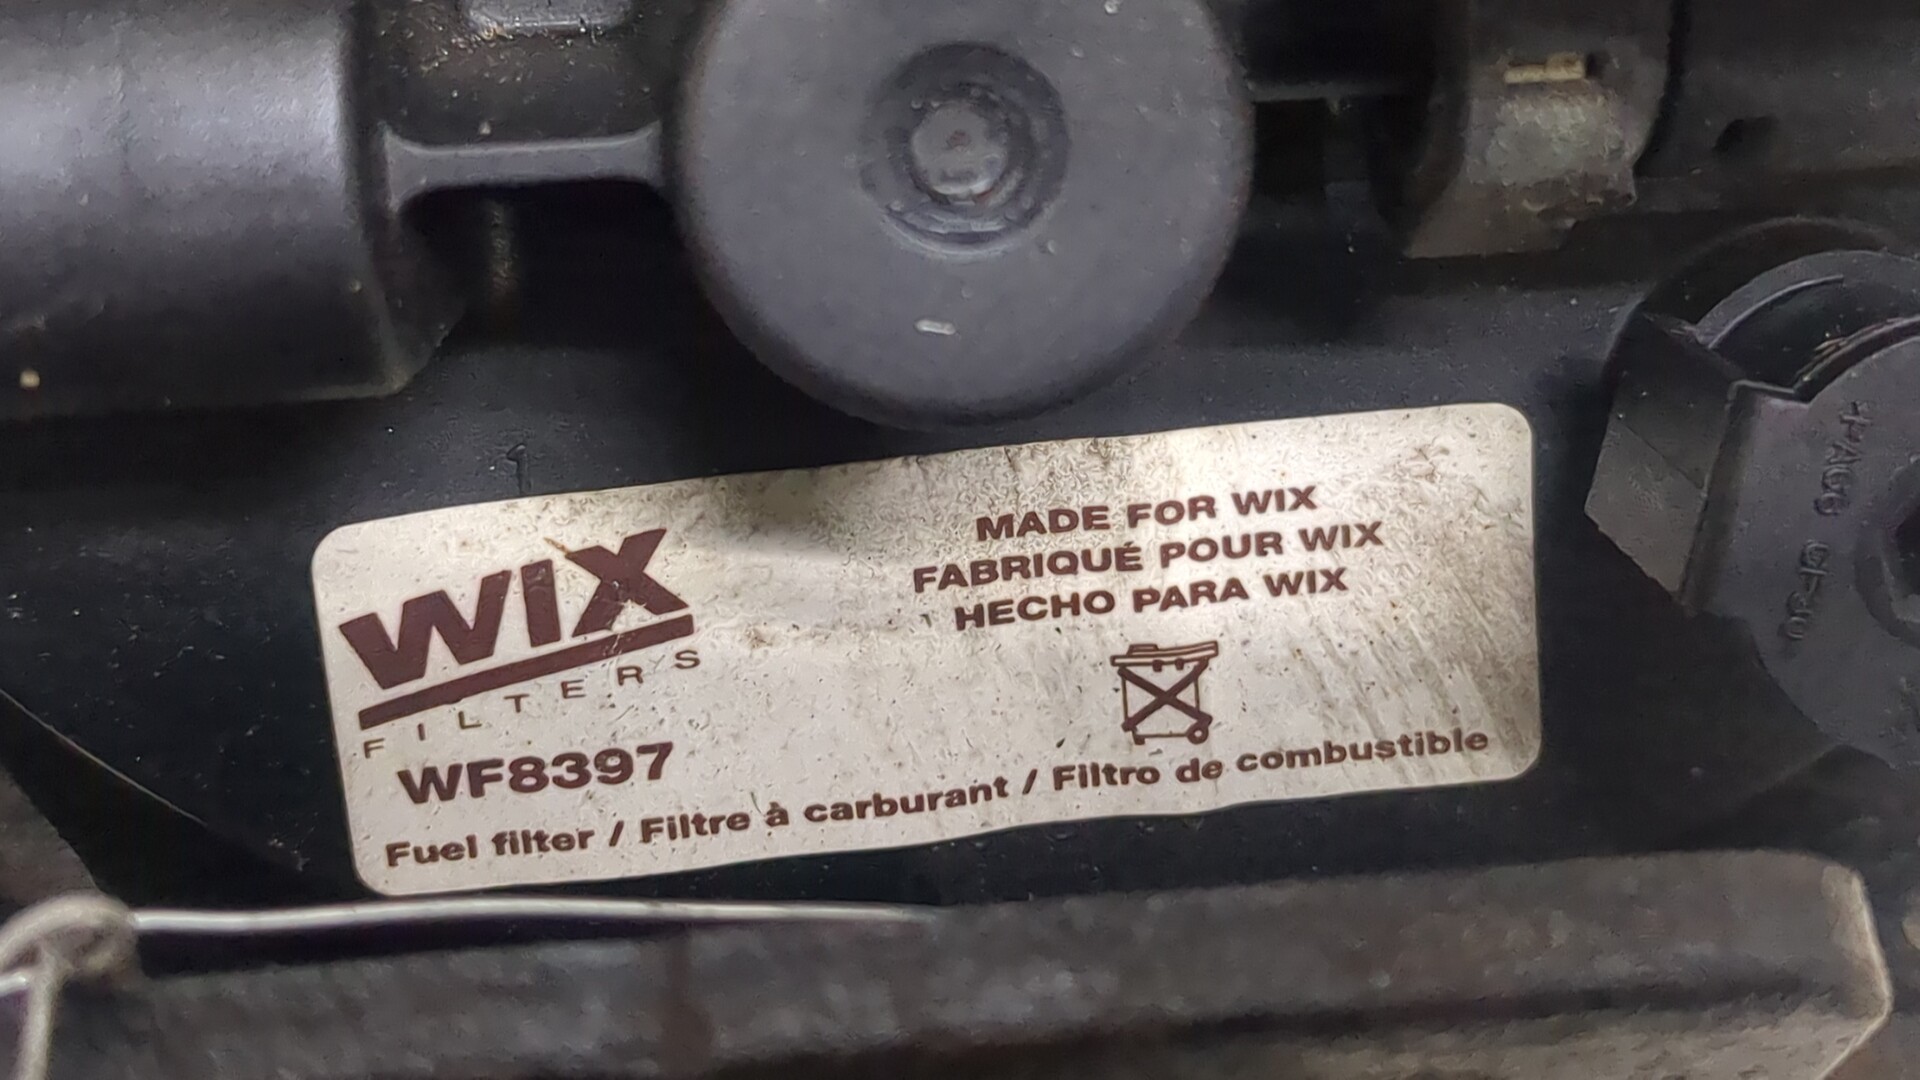 1
WIX
FILTERS
WF8397
MADE FOR WIX
FABRIQUÉ POUR WIX
HECHO PARA WIX
Fuel filter / Filtre à carburant / Filtro de combustible